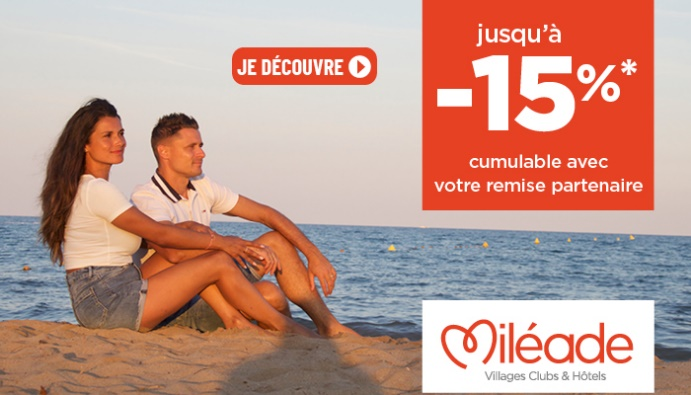 JE DÉCOUVRE
jusqu'à
-15%*
cumulable avec
votre remise partenaire
Miléade
Villages Clubs & Hôtels